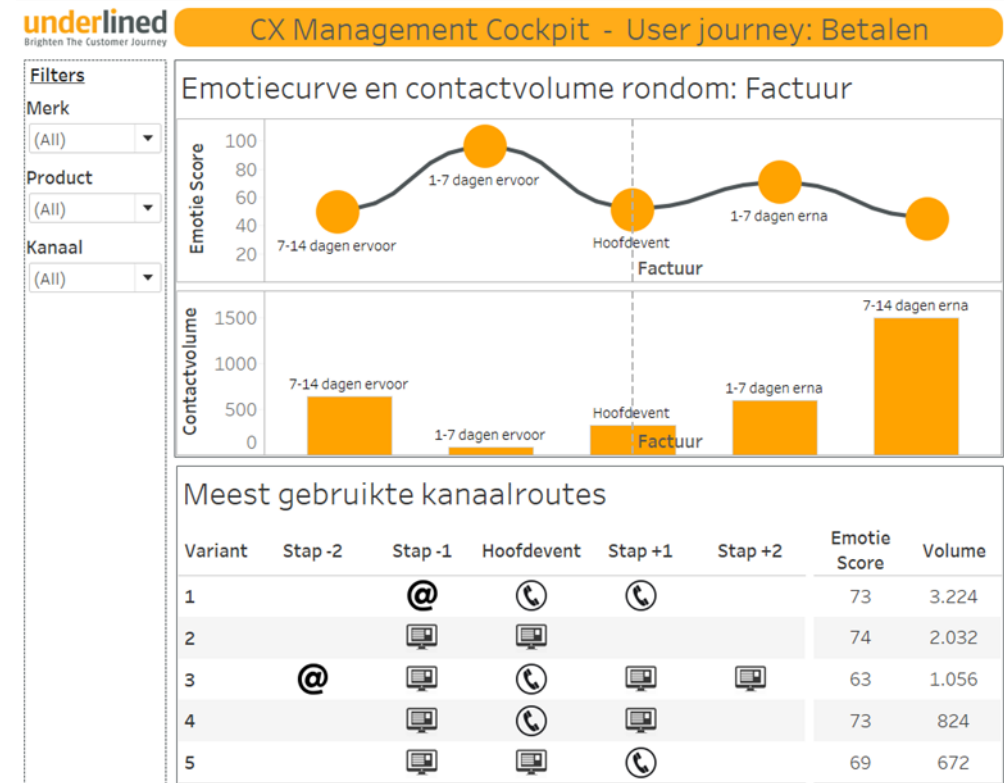 underlined
Brighten The Customer Journey
CX Management Cockpit - User journey: Betalen
Filters
Merk
(All)
Product
(All)
Kanaal
(All)
Emotiecurve en contactvolume rondom: Factuur
Emotie Score
100
80
60
40
20
7-14 dagen ervoor
1-7 dagen ervoor
Hoofdevent
1-7 dagen erna
Factuur
Contactvolume
1500
1000
500
0
7-14 dagen ervoor
1-7 dagen ervoor
Hoofdevent
1-7 dagen erna
7-14 dagen erna
Factuur
Meest gebruikte kanaalroutes
Variant Stap -2 Stap -1 Hoofdevent Stap +1 Stap +2 Emotie Score Volume
1 @ 73 3.224
2 74 2.032
3 @ 63 1.056
4 73 824
5 69 672